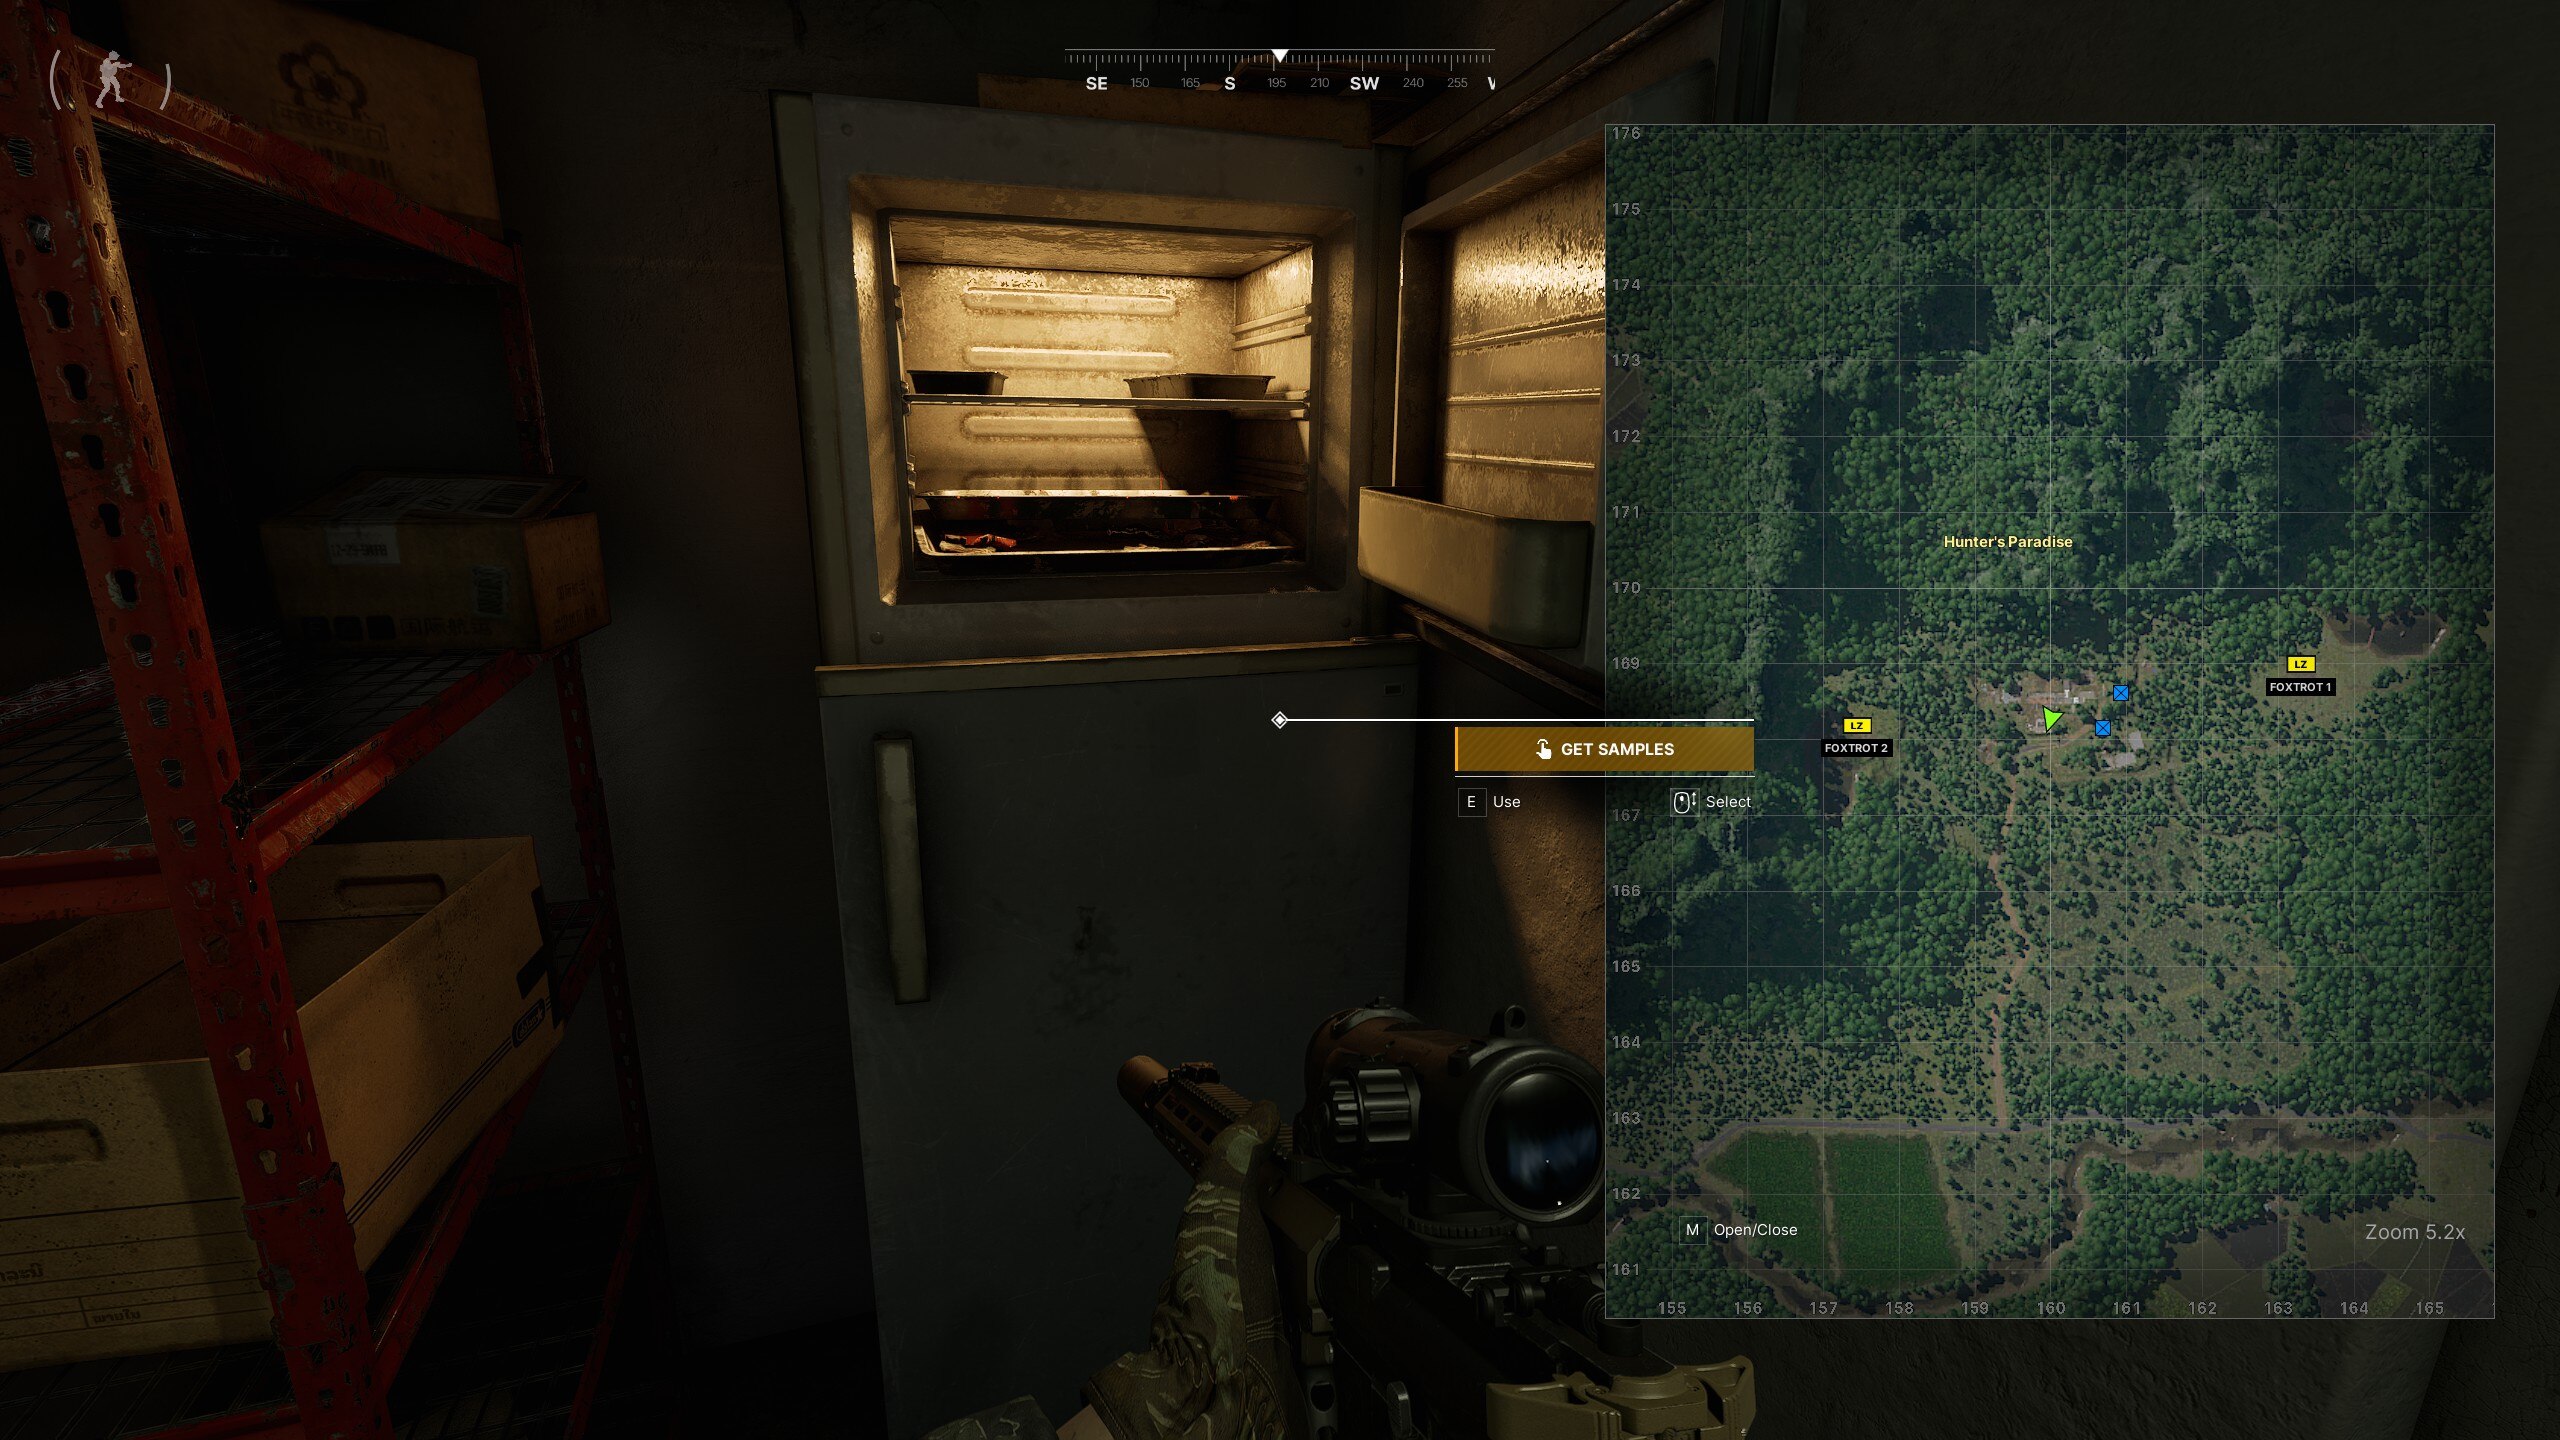 SE 150 165 S 195 210 SW 240 255
176
175
174
173
172
171
Hunter's Paradise
170
169
LZ
FOXTROT 1
LZ
FOXTROT 2
GET SAMPLES
E Use Select
167
166
165
164
163
162
M Open/Close
Zoom 5.2x
161
155 156 157 158 159 160 161 162 163 164 165